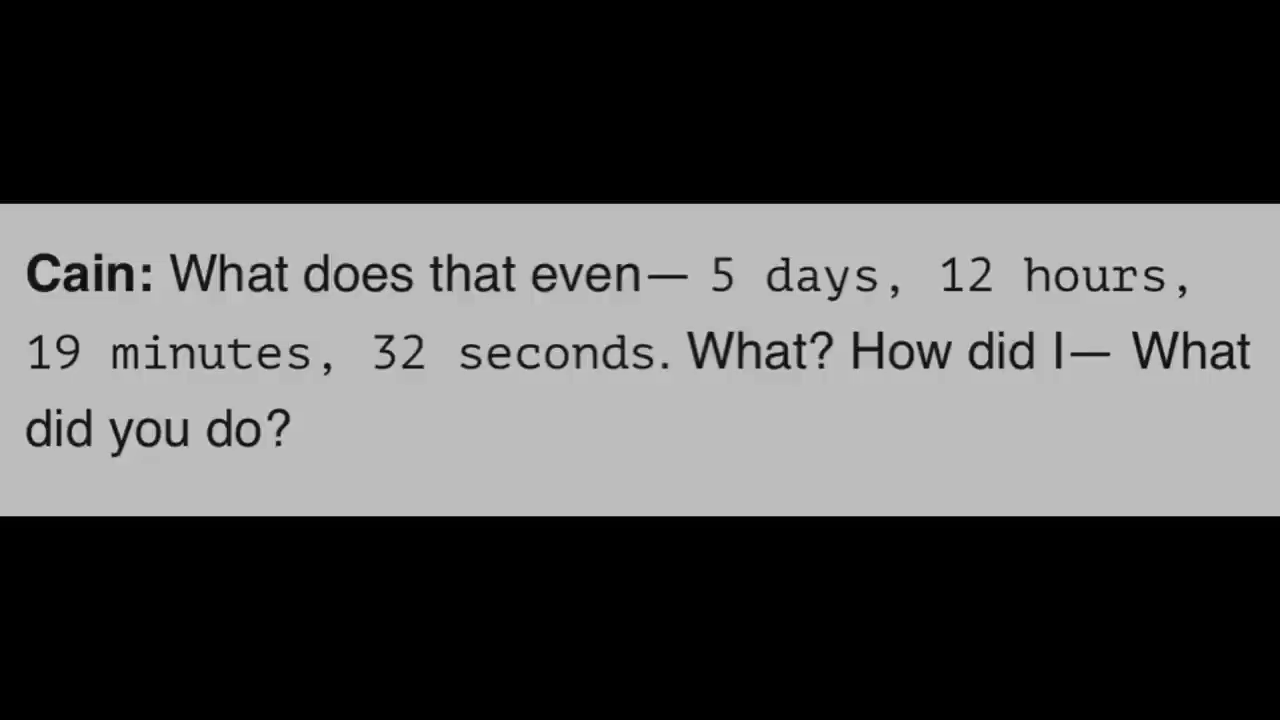 Cain: What does that even— 5 days, 12 hours,
19 minutes, 32 seconds. What? How did I— What
did you do?